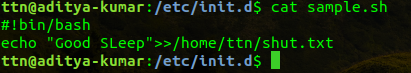 ttn@aditya-kumar:/etc/init.d$ cat sample.sh
#!bin/bash
echo "Good SLeep">>/home/ttn/shut.txt
ttn@aditya-kumar:/etc/init.d$